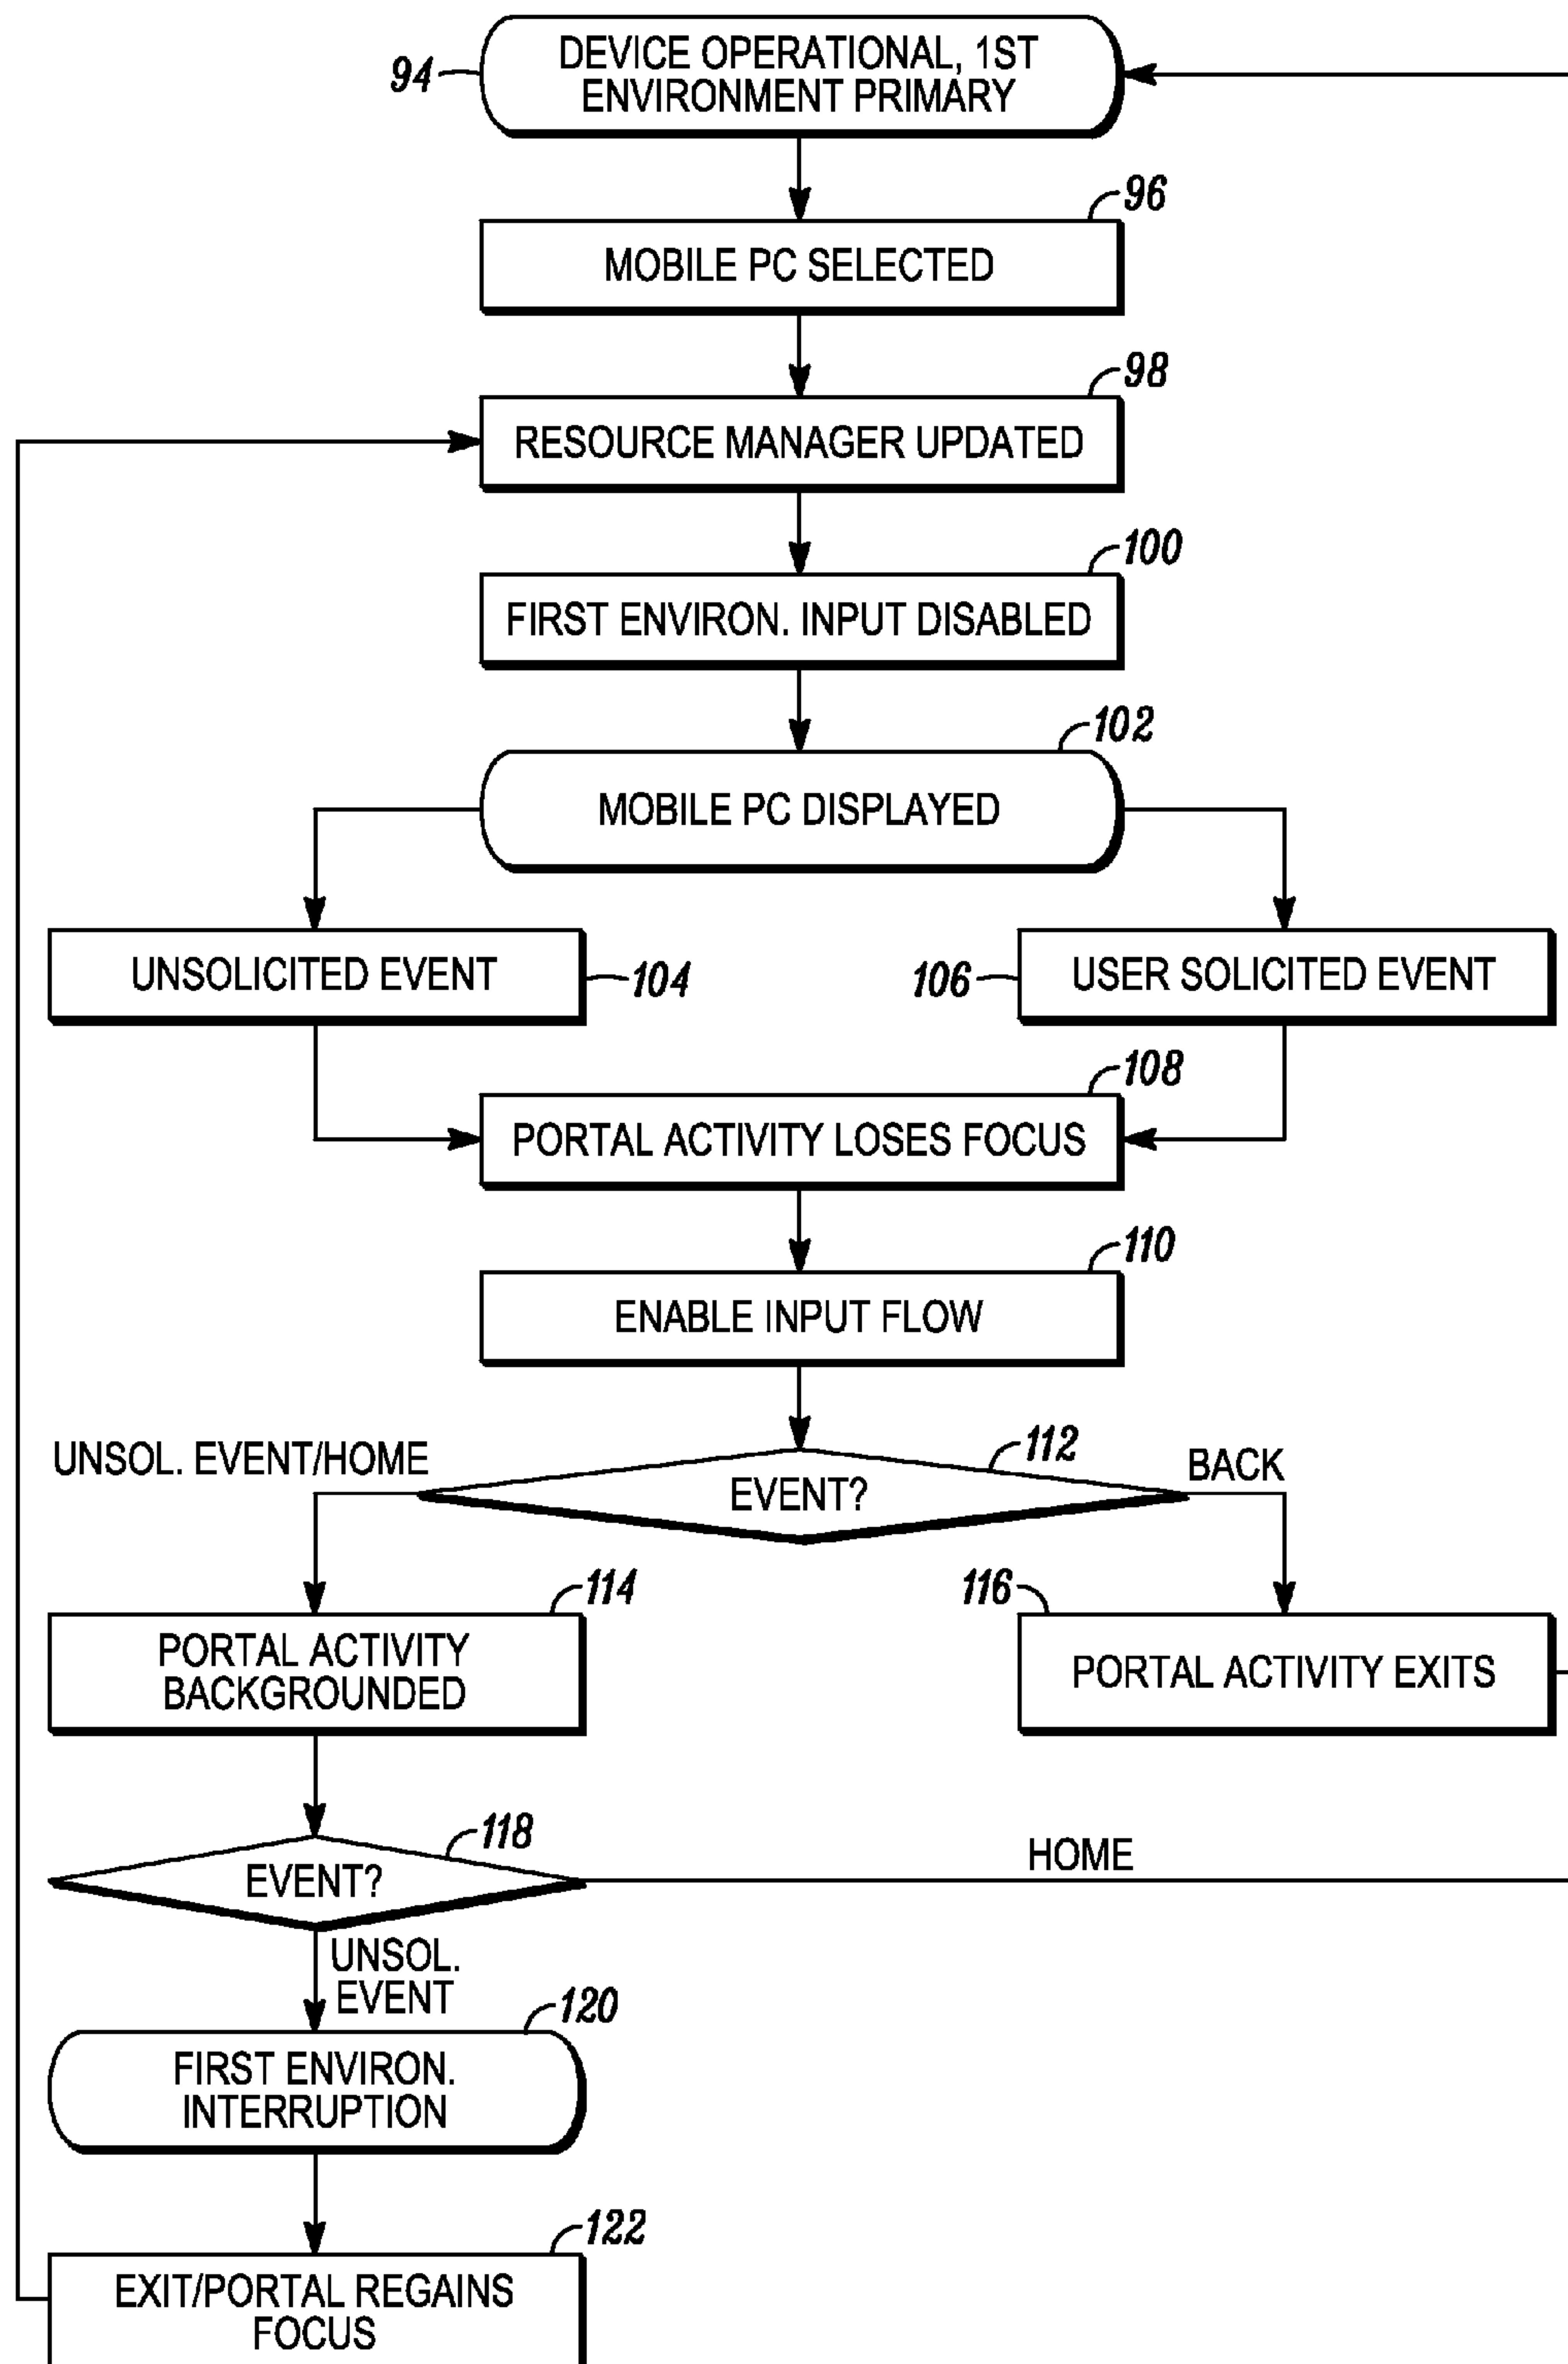 DEVICE OPERATIONAL, 1ST
ENVIRONMENT PRIMARY
94
96
MOBILE PC SELECTED
98
RESOURCE MANAGER UPDATED
100
FIRST ENVIRON. INPUT DISABLED
102
MOBILE PC DISPLAYED
UNSOLICITED EVENT
104
106
USER SOLICITED EVENT
108
PORTAL ACTIVITY LOSES FOCUS
110
ENABLE INPUT FLOW
UNSOL. EVENT/HOME
112
BACK
EVENT?
114
116
PORTAL ACTIVITY
BACKGROUNDED
PORTAL ACTIVITY EXITS
118
EVENT?
HOME
UNSOL.
EVENT
120
FIRST ENVIRON.
INTERRUPTION
122
EXIT/PORTAL REGAINS
FOCUS